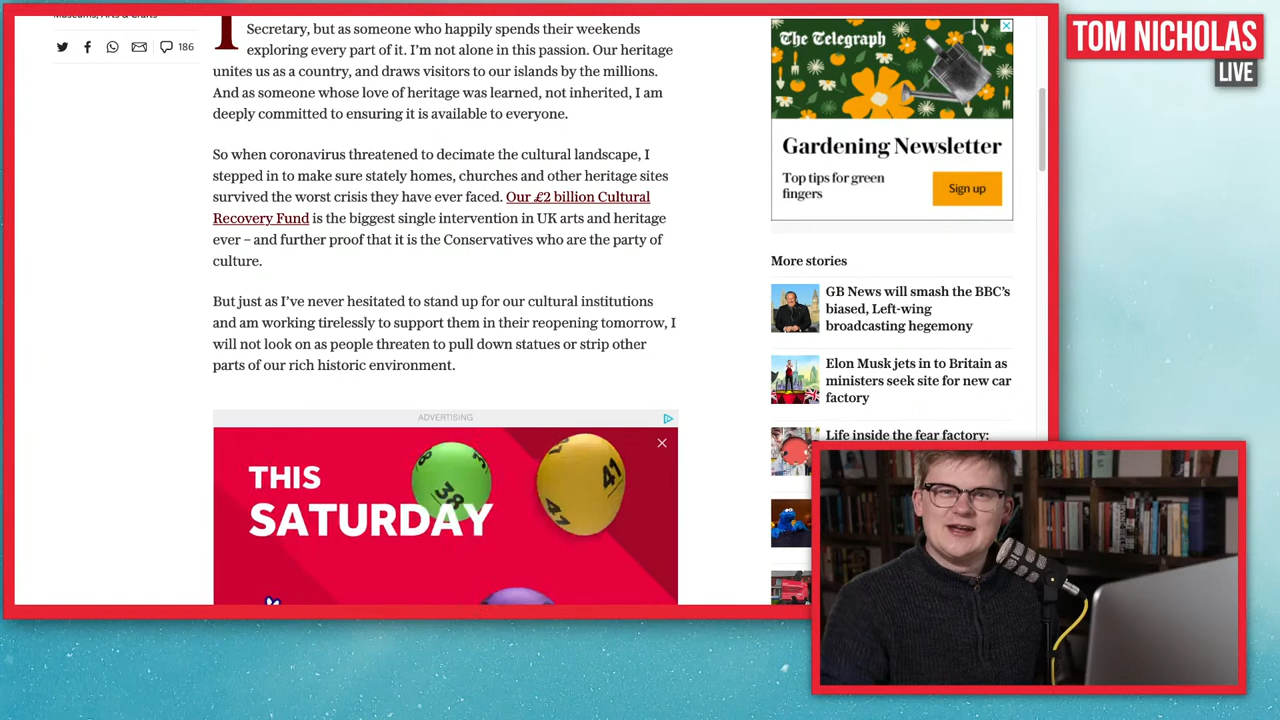 Museums, Arts & Crafts
186
I
Secretary, but as someone who happily spends their weekends
exploring every part of it. I’m not alone in this passion. Our heritage
unites us as a country, and draws visitors to our islands by the millions.
And as someone whose love of heritage was learned, not inherited, I am
deeply committed to ensuring it is available to everyone.
So when coronavirus threatened to decimate the cultural landscape, I
stepped in to make sure stately homes, churches and other heritage sites
survived the worst crisis they have ever faced. Our £2 billion Cultural
Recovery Fund is the biggest single intervention in UK arts and heritage
ever – and further proof that it is the Conservatives who are the party of
culture.
But just as I’ve never hesitated to stand up for our cultural institutions
and am working tirelessly to support them in their reopening tomorrow, I
will not look on as people threaten to pull down statues or strip other
parts of our rich historic environment.
ADVERTISING
THIS
SATURDAY
38
41
41
The Telegraph
Gardening Newsletter
Top tips for green
fingers
Sign up
More stories
GB News will smash the BBC’s
biased, Left-wing
broadcasting hegemony
Elon Musk jets in to Britain as
ministers seek site for new car
factory
Life inside the fear factory:
TOM NICHOLAS
LIVE